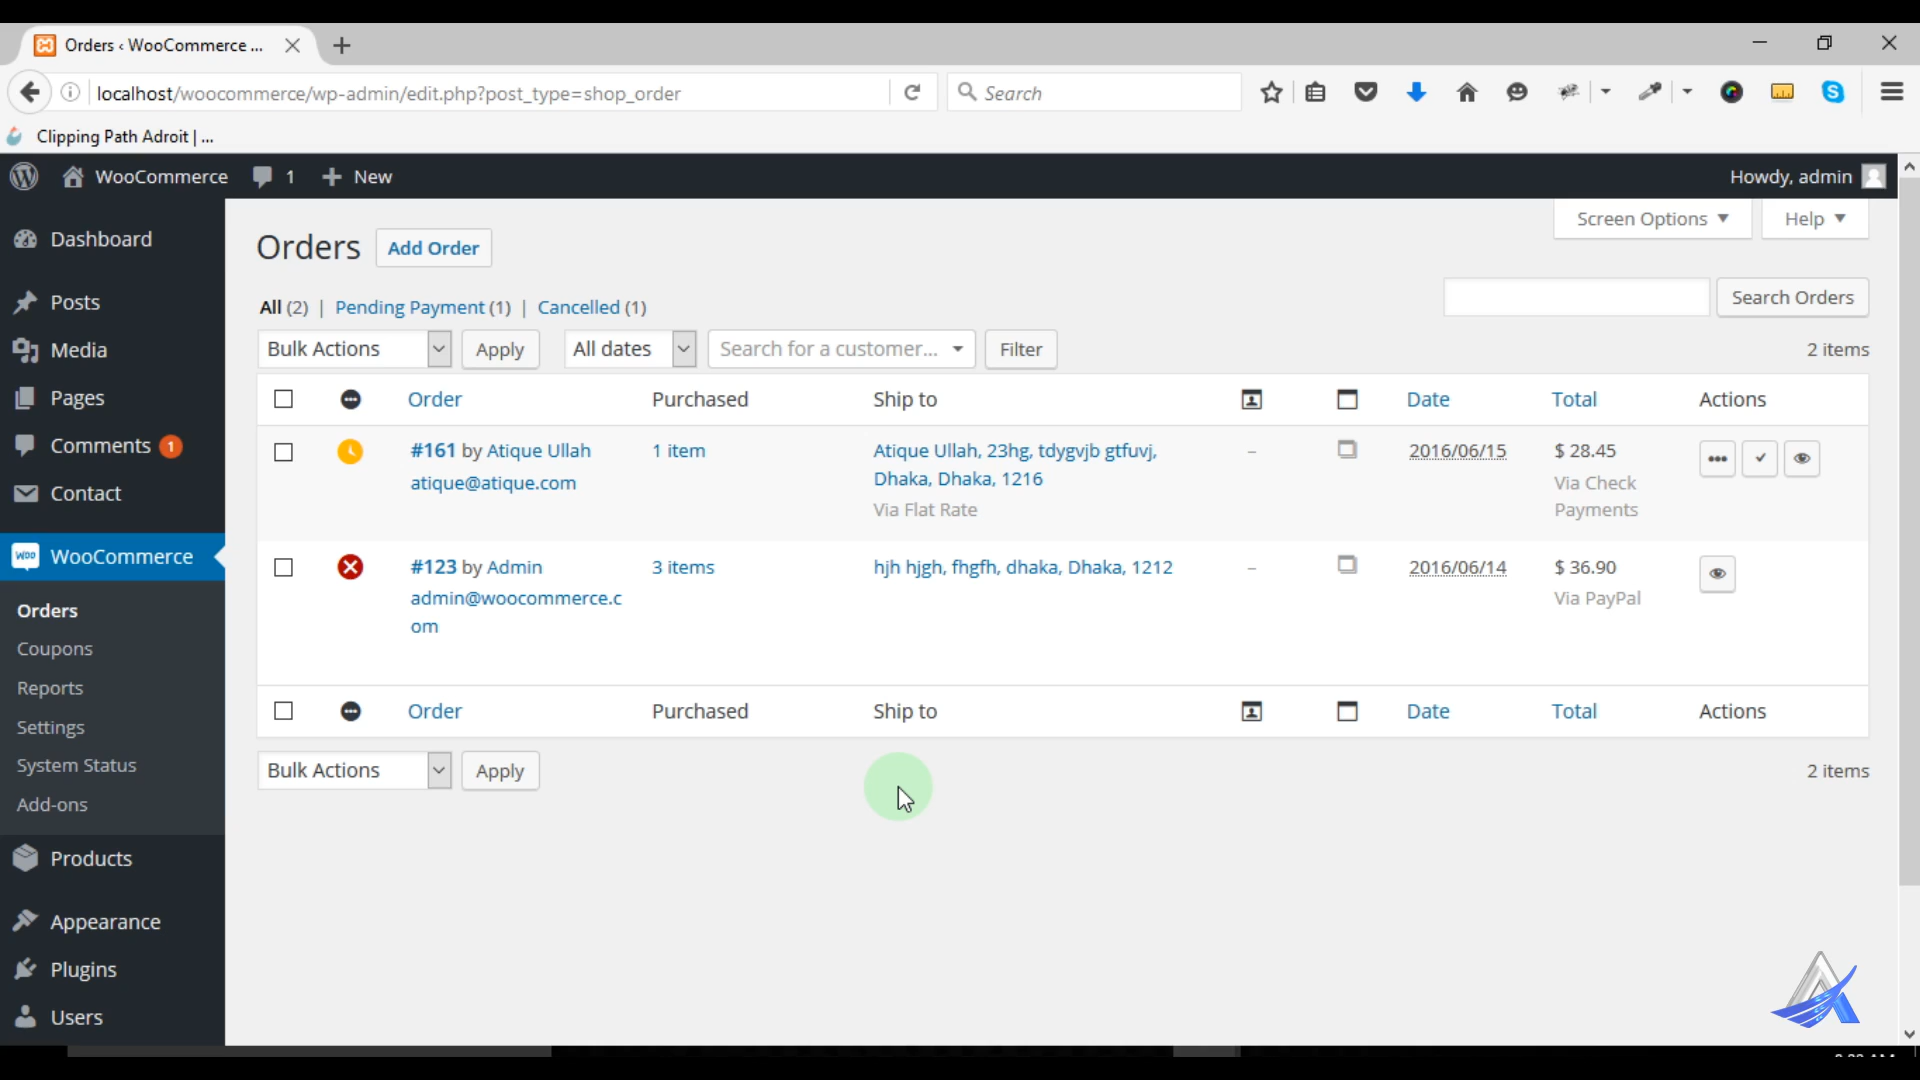 Orders ‹ WooCommerce ...
localhost/woocommerce/wp-admin/edit.php?post_type=shop_order
Search
Clipping Path Adroit | ...
WooCommerce 1 New Howdy, admin
Screen Options Help
Dashboard
Posts
Media
Pages
Comments 1
Contact
WooCommerce
Orders
Coupons
Reports
Settings
System Status
Add-ons
Products
Appearance
Plugins
Users
Orders Add Order
Search Orders
All (2) | Pending Payment (1) | Cancelled (1)
Bulk Actions Apply All dates Search for a customer... Filter 2 items
Order Purchased Ship to Date Total Actions
#161 by Atique Ullah 1 item Atique Ullah, 23hg, tdygvjb gtfuvj, – 2016/06/15 $ 28.45
atique@atique.com Dhaka, Dhaka, 1216 Via Check
Via Flat Rate Payments
#123 by Admin 3 items hjh hjgh, fhgfh, dhaka, Dhaka, 1212 – 2016/06/14 $ 36.90
admin@woocommerce.c Via PayPal
om
Order Purchased Ship to Date Total Actions
Bulk Actions Apply 2 items